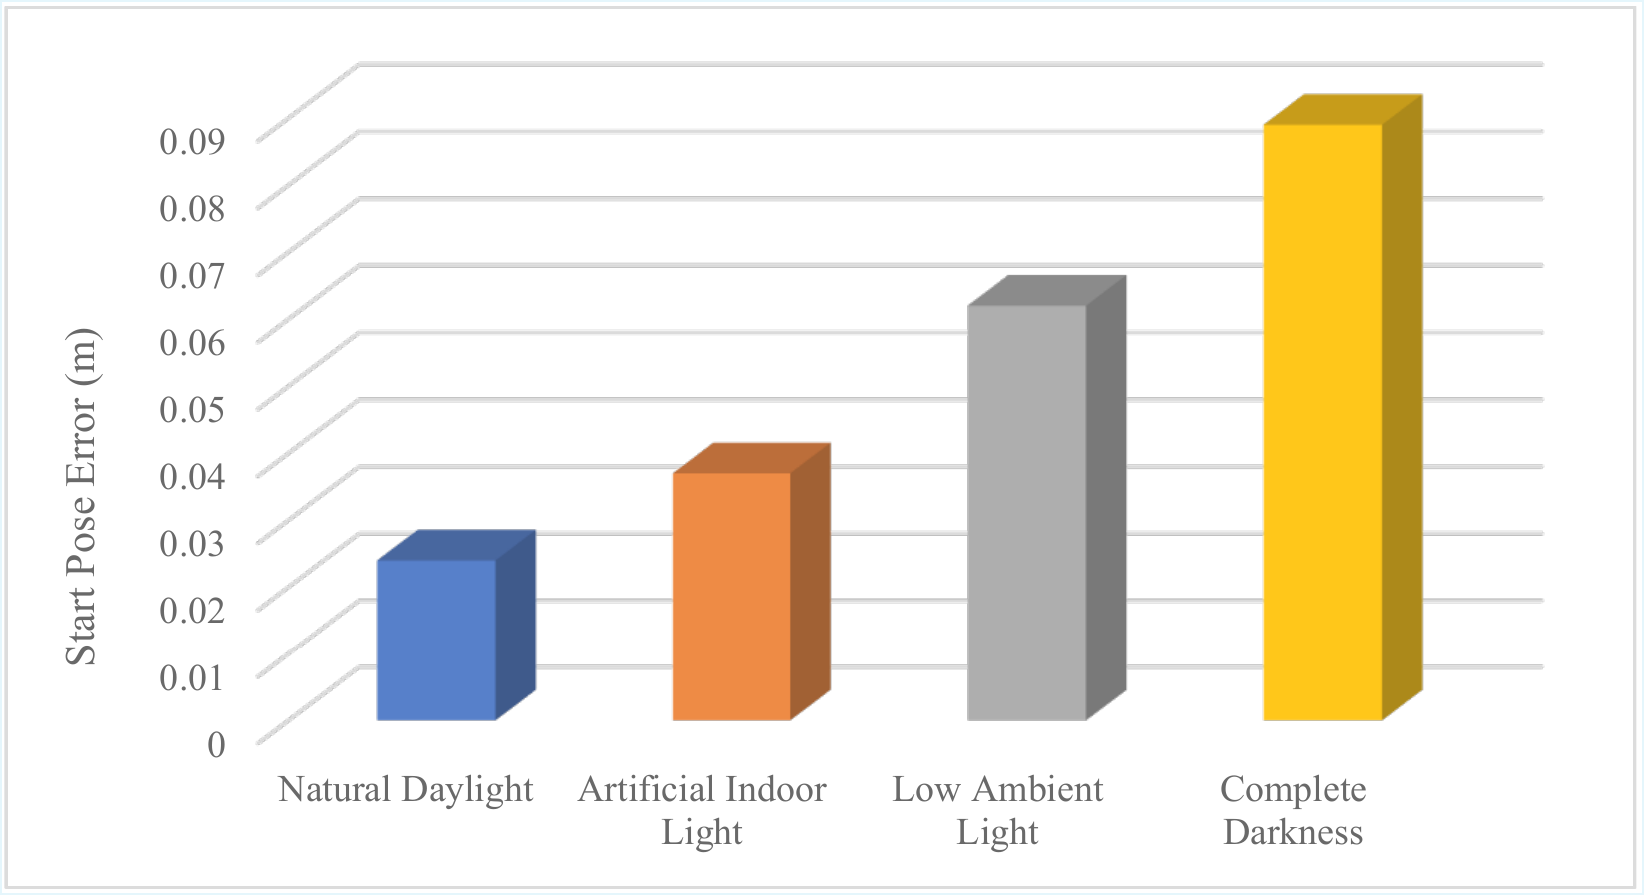 0.09
0.08
0.07
0.06
0.05
0.04
0.03
0.02
0.01
0
Start Pose Error (m)
Natural Daylight
Artificial Indoor
Light
Low Ambient
Light
Complete
Darkness